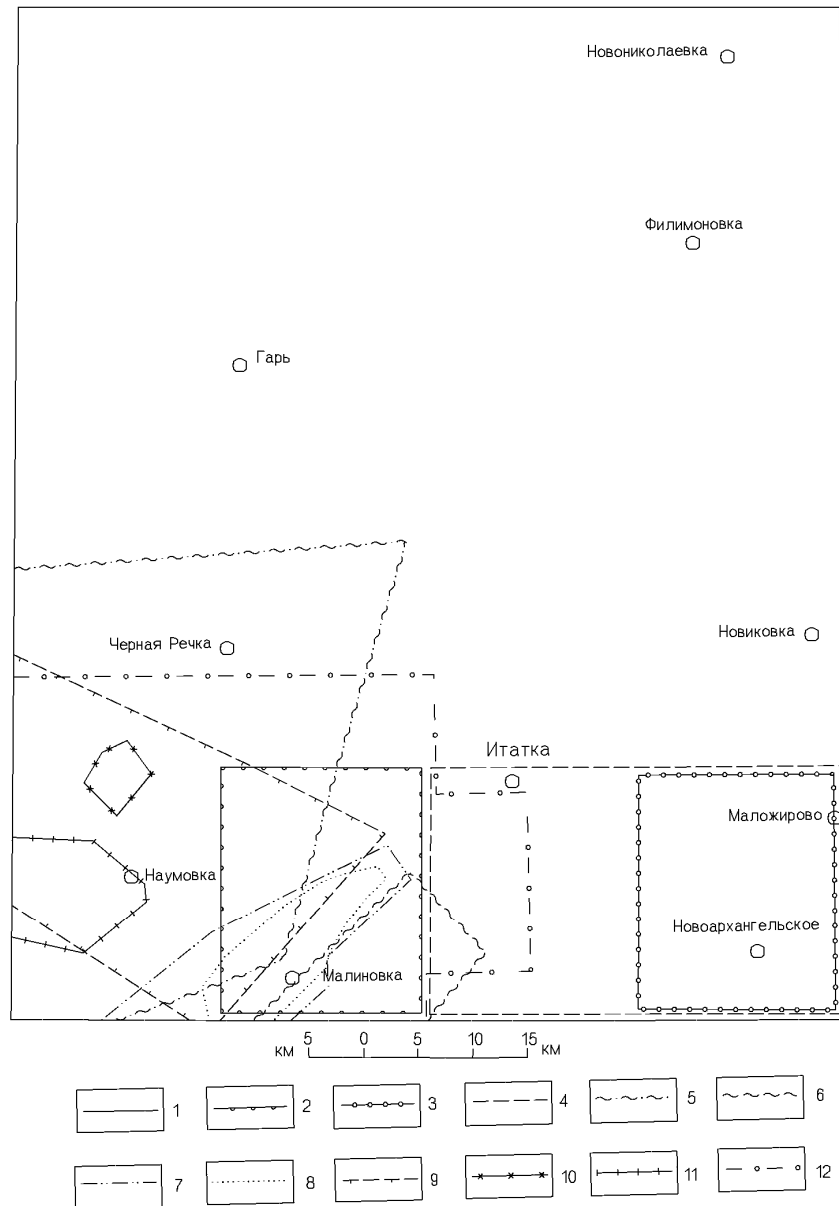 Новониколаевка
Филимоновка
Гарь
Черная Речка
Новиковка
Итатка
Маложирово
Наумовка
Новоархангельское
Малиновка
км 5 0 5 10 15 км
1 2 3 4 5 6
7 8 9 10 11 12